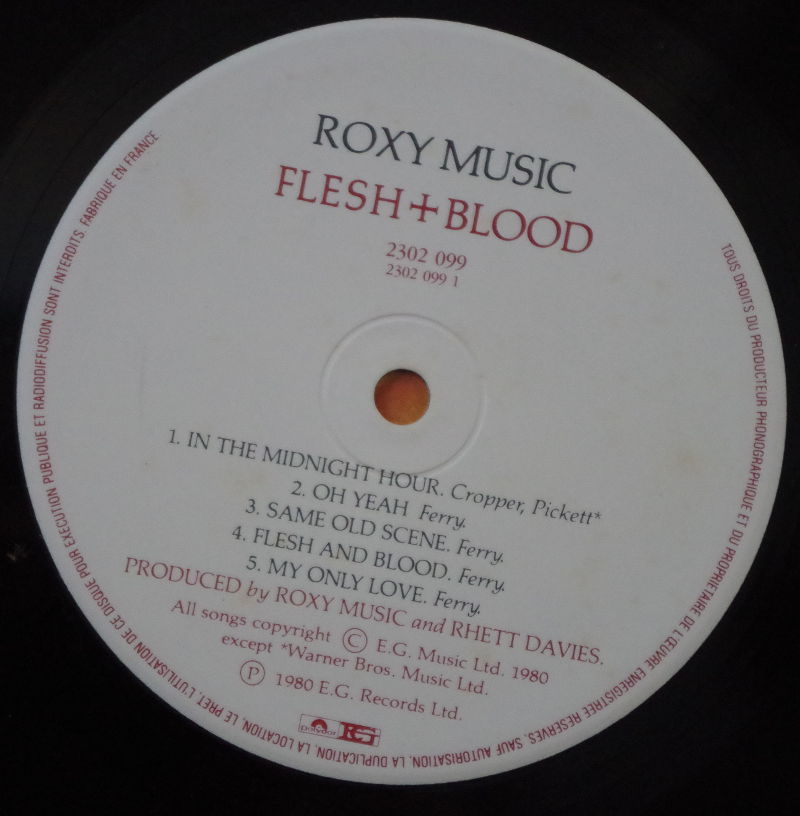 ROXY MUSIC
FLESH+BLOOD
2302 099
2302 099 1
1. IN THE MIDNIGHT HOUR. Cropper, Pickett*
2. OH YEAH Ferry.
3. SAME OLD SCENE. Ferry.
4. FLESH AND BLOOD. Ferry.
5. MY ONLY LOVE. Ferry.
PRODUCED by ROXY MUSIC and RHETT DAVIES.
All songs copyright © E.G. Music Ltd. 1980
except *Warner Bros. Music Ltd.
℗ 1980 E.G. Records Ltd.
polydor EG
TOUS DROITS DU PRODUCTEUR PHONOGRAPHIQUE ET DU PROPRIETAIRE DE L'ŒUVRE ENREGISTREE RESERVES. SAUF AUTORISATION, LA DUPLICATION, LA LOCATION, LE PRET, L'UTILISATION DE CE DISQUE POUR EXECUTION PUBLIQUE ET RADIODIFFUSION SONT INTERDITS. FABRIQUE EN FRANCE